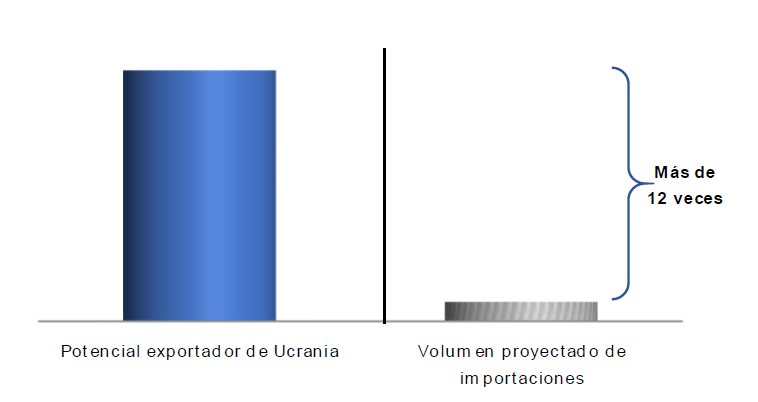 Más de
12 veces
Potencial exportador de Ucrania
Volumen proyectado de
importaciones